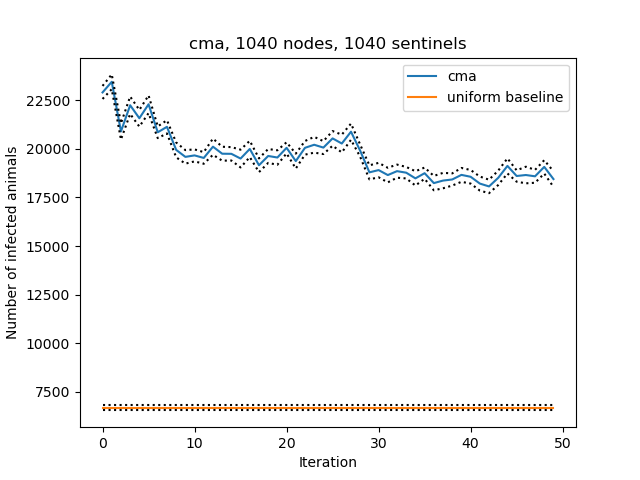 cma, 1040 nodes, 1040 sentinels
cma
uniform baseline
22500
20000
17500
15000
12500
10000
7500
Number of infected animals
0 10 20 30 40 50
Iteration